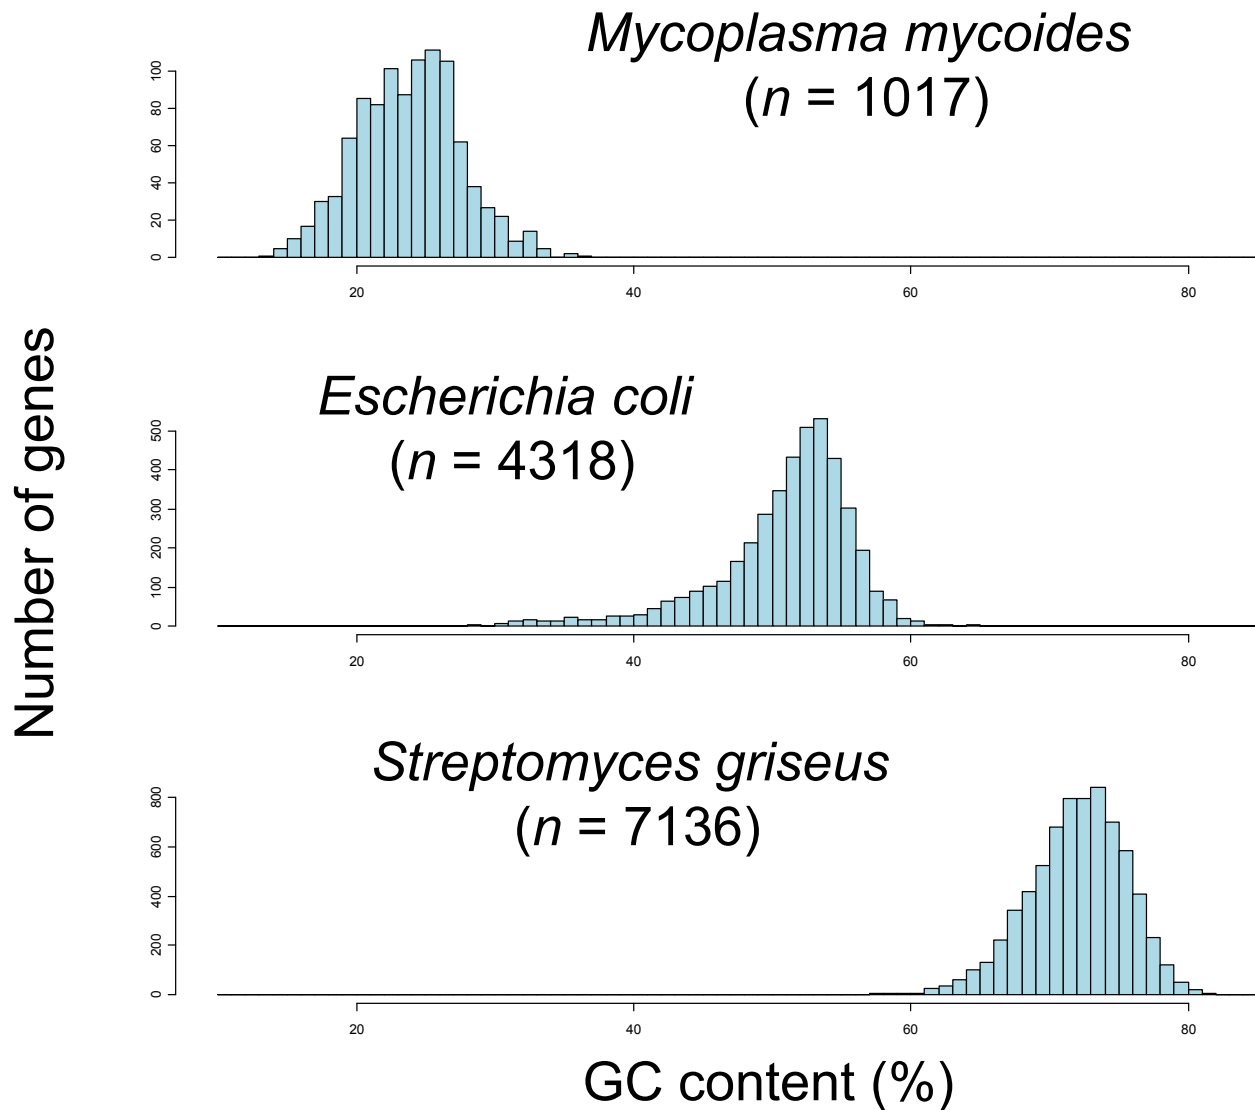 Mycoplasma mycoides
(n = 1017)
0 20 40 60 80 100
20 40 60 80
Number of genes
Escherichia coli
(n = 4318)
0 100 200 300 400 500
20 40 60 80
Streptomyces griseus
(n = 7136)
0 200 400 600 800
20 40 60 80
GC content (%)